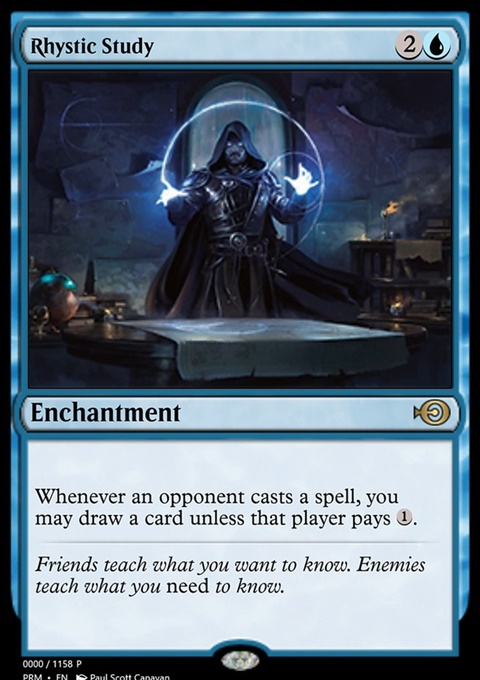 Rhystic Study 2
Enchantment
Whenever an opponent casts a spell, you
may draw a card unless that player pays 1.
Friends teach what you want to know. Enemies
teach what you need to know.
0000 / 1158 P
PRM • EN Paul Scott Canavan